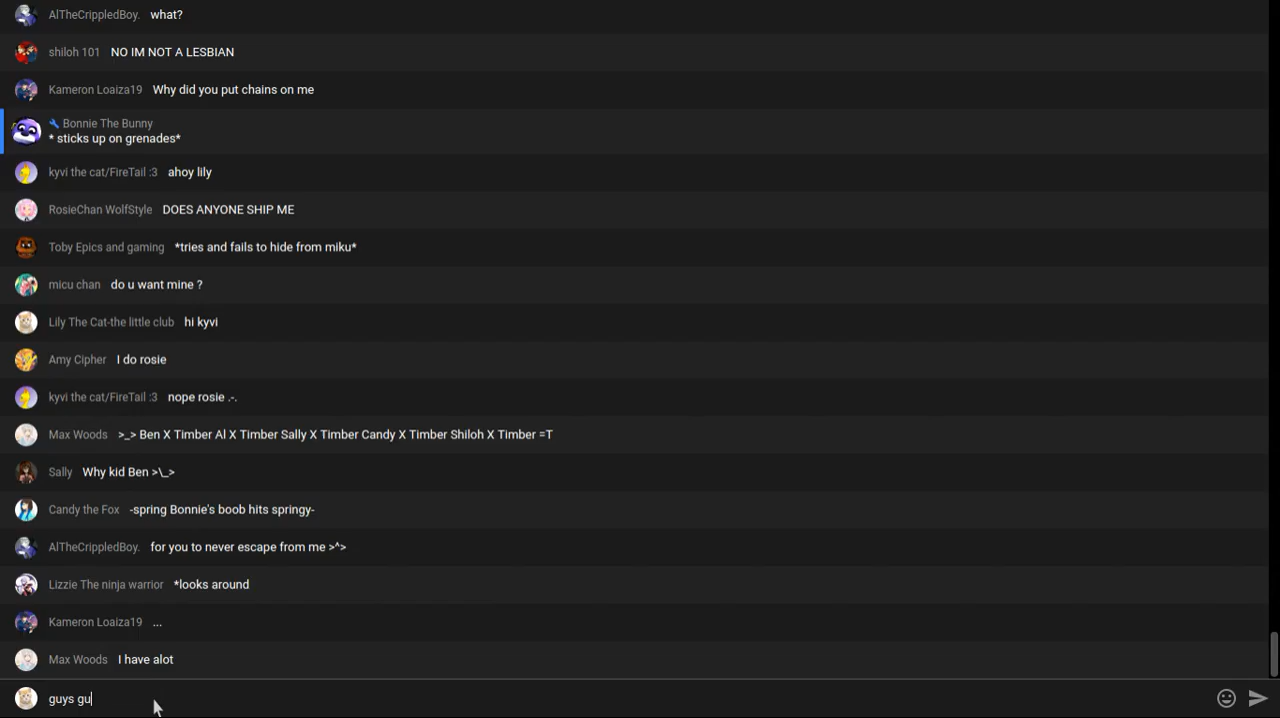 AlTheCrippledBoy. what?
shiloh 101 NO IM NOT A LESBIAN
Kameron Loaiza19 Why did you put chains on me
Bonnie The Bunny
* sticks up on grenades*
kyvi the cat/FireTail :3 ahoy lily
RosieChan WolfStyle DOES ANYONE SHIP ME
Toby Epics and gaming *tries and fails to hide from miku*
micu chan do u want mine ?
Lily The Cat-the little club hi kyvi
Amy Cipher I do rosie
kyvi the cat/FireTail :3 nope rosie .-.
Max Woods >_> Ben X Timber Al X Timber Sally X Timber Candy X Timber Shiloh X Timber =T
Sally Why kid Ben >\_>
Candy the Fox -spring Bonnie's boob hits springy-
AlTheCrippledBoy. for you to never escape from me >^>
Lizzie The ninja warrior *looks around
Kameron Loaiza19 ...
Max Woods I have alot
guys gu